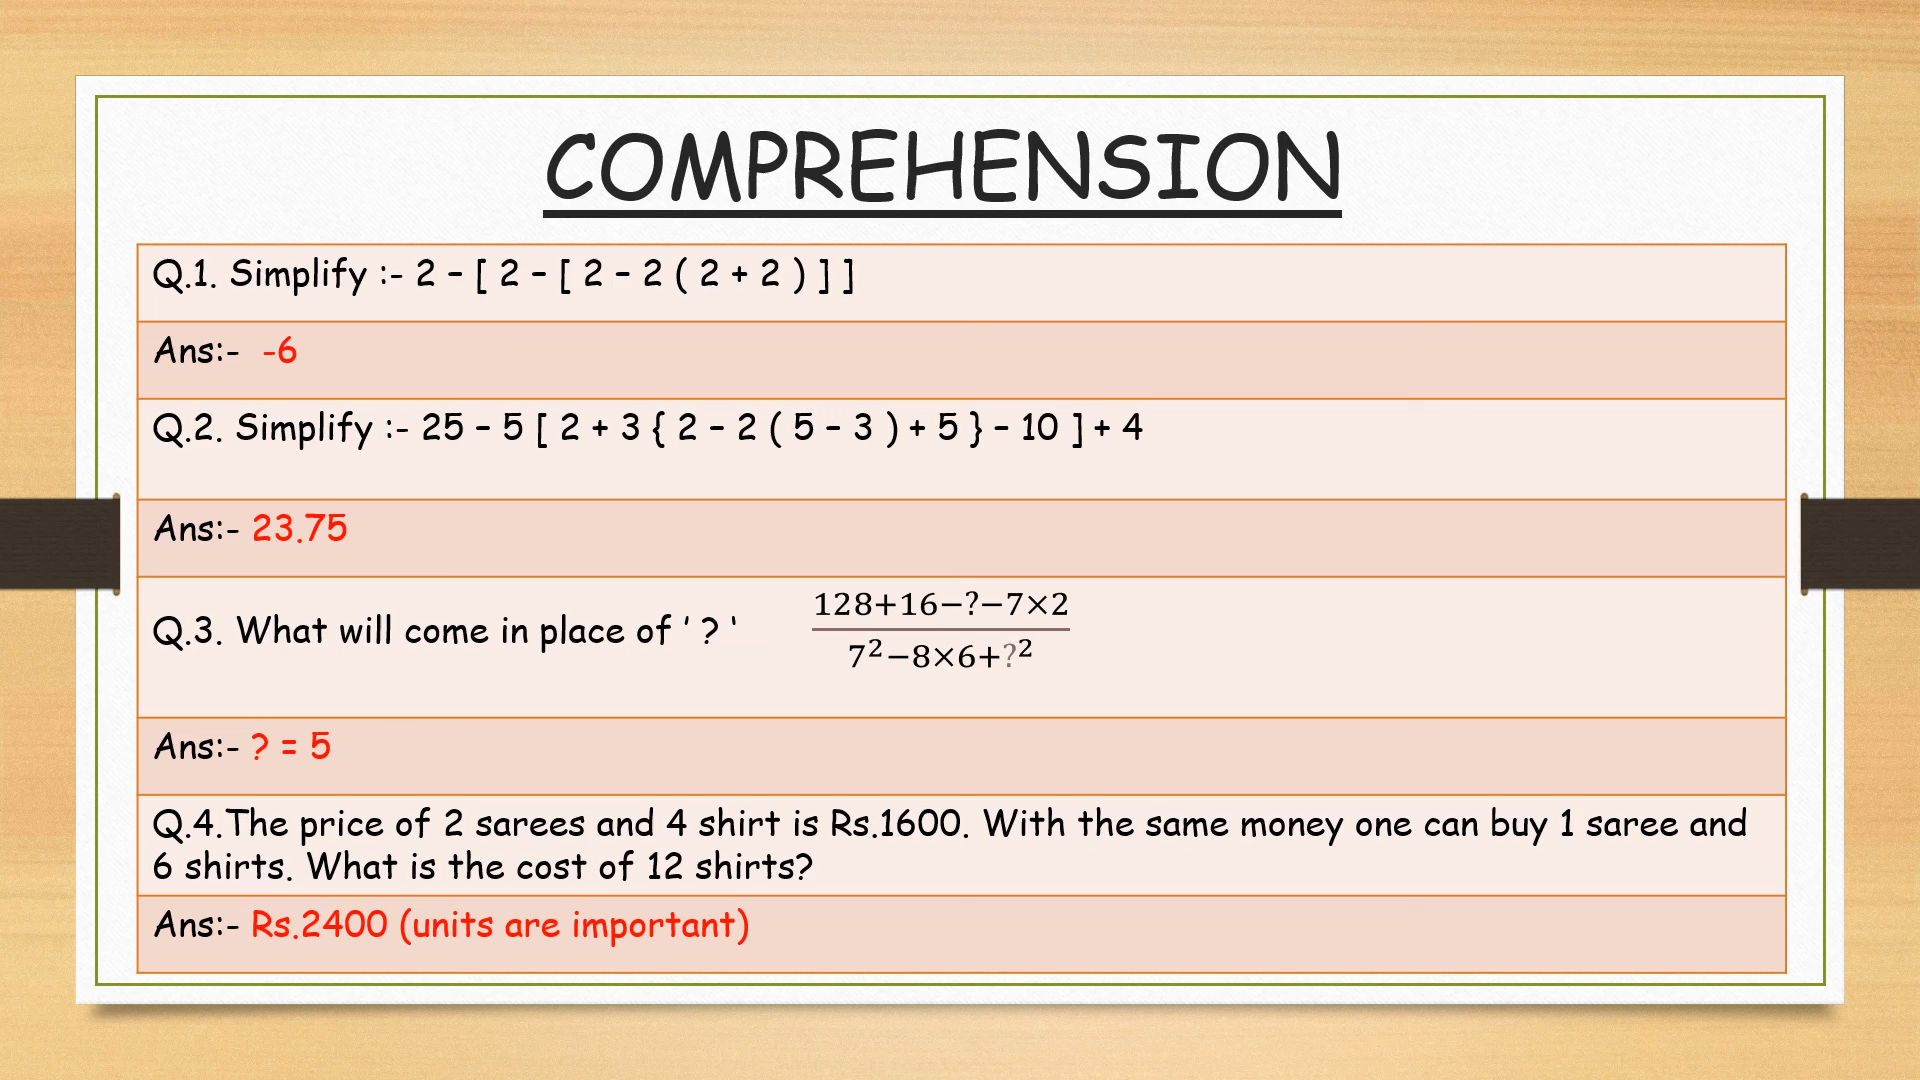 COMPREHENSION
Q.1. Simplify :- 2 – [ 2 – [ 2 – 2 ( 2 + 2 ) ] ]
Ans:- -6
Q.2. Simplify :- 25 – 5 [ 2 + 3 { 2 – 2 ( 5 – 3 ) + 5 } – 10 ] + 4
Ans:- 23.75
Q.3. What will come in place of ' ? ‛ 128+16−?−7×2
7²−8×6+?²
Ans:- ? = 5
Q.4.The price of 2 sarees and 4 shirt is Rs.1600. With the same money one can buy 1 saree and
6 shirts. What is the cost of 12 shirts?
Ans:- Rs.2400 (units are important)